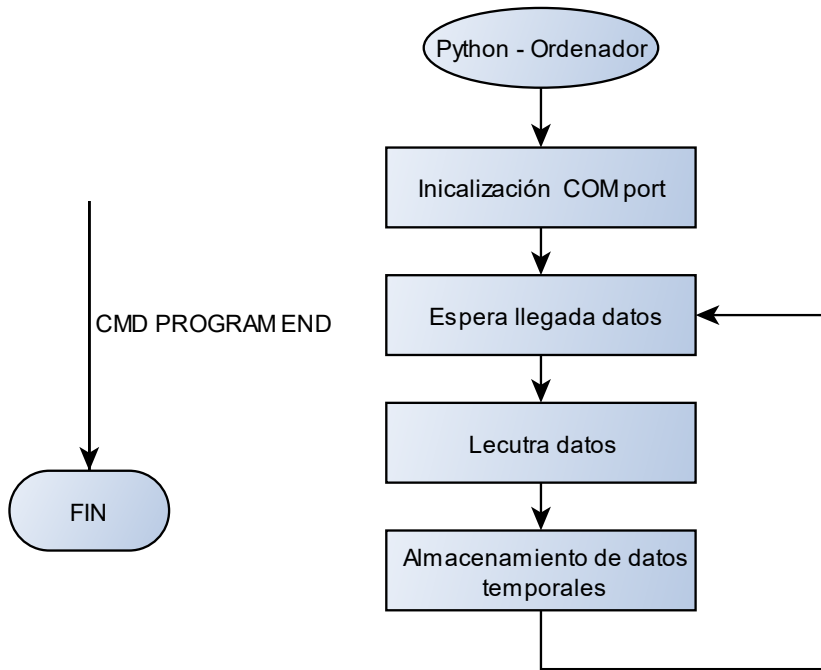 Python - Ordenador
Inicalización COM port
CMD PROGRAM END
Espera llegada datos
Lecutra datos
FIN
Almacenamiento de datos
temporales